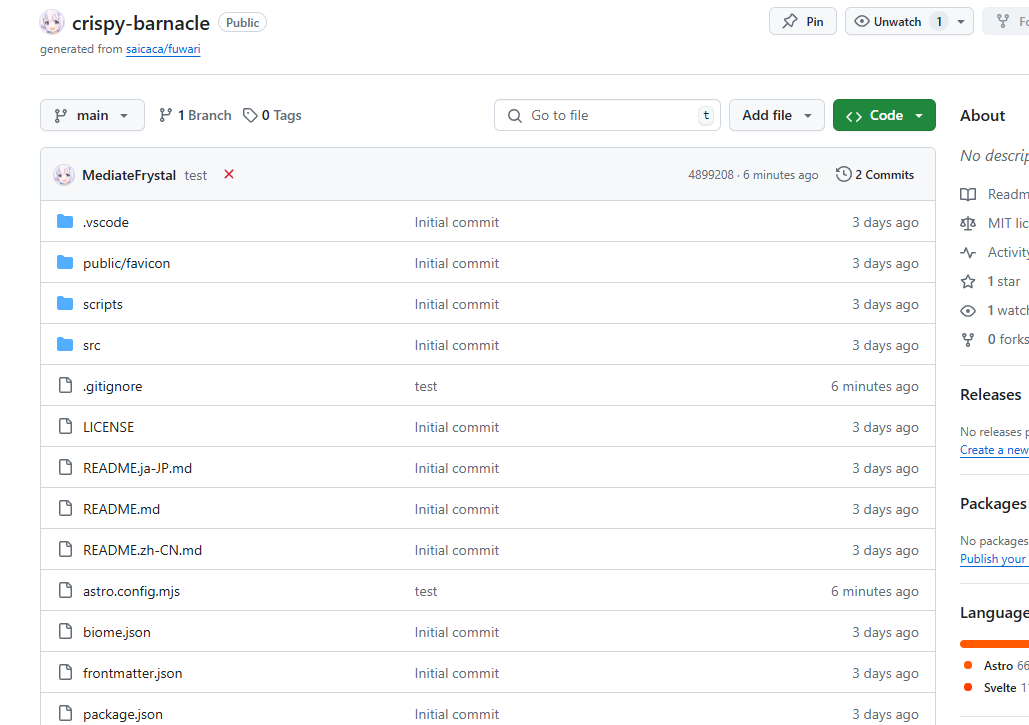 crispy-barnacle Public
Pin
Unwatch 1
Fo
generated from saicaca/fuwari
main
1 Branch
0 Tags
Go to file
t
Add file
Code
About
MediateFrystal test
4899208 · 6 minutes ago
2 Commits
No descrip
.vscode Initial commit 3 days ago
public/favicon Initial commit 3 days ago
scripts Initial commit 3 days ago
src Initial commit 3 days ago
.gitignore test 6 minutes ago
LICENSE Initial commit 3 days ago
README.ja-JP.md Initial commit 3 days ago
README.md Initial commit 3 days ago
README.zh-CN.md Initial commit 3 days ago
astro.config.mjs test 6 minutes ago
biome.json Initial commit 3 days ago
frontmatter.json Initial commit 3 days ago
package.json Initial commit 3 days ago
Readm
MIT lic
Activity
1 star
1 watch
0 forks
Releases
No releases p
Create a new
Packages
No packages
Publish your
Language
Astro 66
Svelte 1